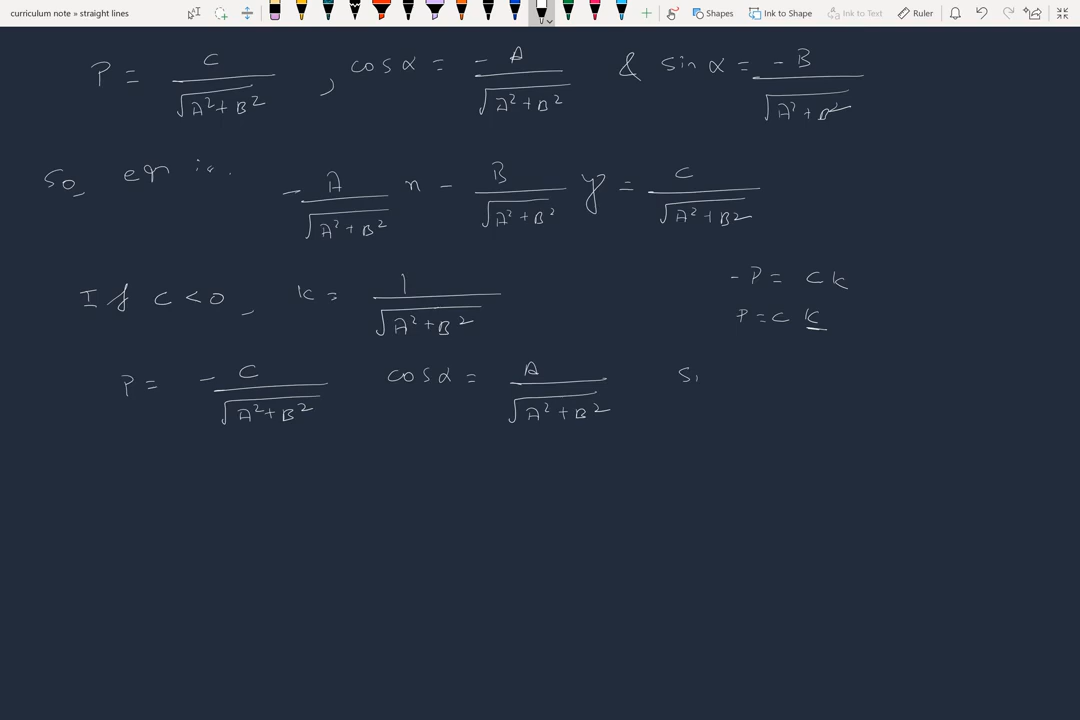 curriculum note » straight lines
Shapes Ink to Shape Ink to Text Ruler
P = C/√(A²+B²) , cos α = -A/√(A²+B²) & sin α = -B/√(A²+B²)
So, eqn is.
-A/√(A²+B²) x - B/√(A²+B²) y = C/√(A²+B²)
If C<0, K = 1/√(A²+B²)
-P = CK
P = CK
P = -C/√(A²+B²) cos α = A/√(A²+B²) Si